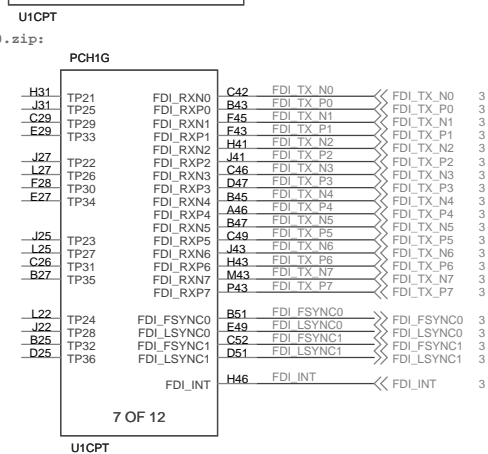 U1CPT
0.zip:
PCH1G
H31 TP21 FDI_RXN0 C42 FDI_TX_N0 FDI_TX_N0 3
J31 TP25 FDI_RXP0 B43 FDI_TX_P0 FDI_TX_P0 3
C29 TP29 FDI_RXN1 F45 FDI_TX_N1 FDI_TX_N1 3
E29 TP33 FDI_RXP1 F43 FDI_TX_P1 FDI_TX_P1 3
FDI_RXN2 H41 FDI_TX_N2 FDI_TX_N2 3
J27 TP22 FDI_RXP2 J41 FDI_TX_P2 FDI_TX_P2 3
L27 TP26 FDI_RXN3 C46 FDI_TX_N3 FDI_TX_N3 3
F28 TP30 FDI_RXP3 D47 FDI_TX_P3 FDI_TX_P3 3
E27 TP34 FDI_RXN4 B45 FDI_TX_N4 FDI_TX_N4 3
FDI_RXP4 A46 FDI_TX_P4 FDI_TX_P4 3
FDI_RXN5 B47 FDI_TX_N5 FDI_TX_N5 3
J25 TP23 FDI_RXP5 C49 FDI_TX_P5 FDI_TX_P5 3
L25 TP27 FDI_RXN6 J43 FDI_TX_N6 FDI_TX_N6 3
C26 TP31 FDI_RXP6 H43 FDI_TX_P6 FDI_TX_P6 3
B27 TP35 FDI_RXN7 M43 FDI_TX_N7 FDI_TX_N7 3
FDI_RXP7 P43 FDI_TX_P7 FDI_TX_P7 3
L22 TP24 FDI_FSYNC0 B51 FDI_FSYNC0 FDI_FSYNC0 3
J22 TP28 FDI_LSYNC0 E49 FDI_LSYNC0 FDI_LSYNC0 3
B25 TP32 FDI_FSYNC1 C52 FDI_FSYNC1 FDI_FSYNC1 3
D25 TP36 FDI_LSYNC1 D51 FDI_LSYNC1 FDI_LSYNC1 3
FDI_INT H46 FDI_INT FDI_INT 3
7 OF 12
U1CPT